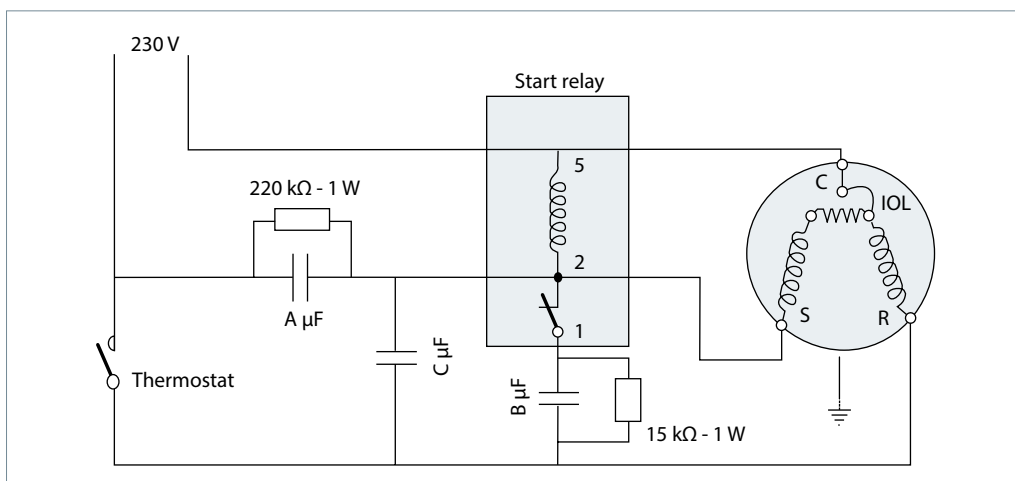 230 V
Start relay
5
220 kΩ - 1 W
C
IOL
2
A µF
S
R
1
C µF
Thermostat
B µF
15 kΩ - 1 W